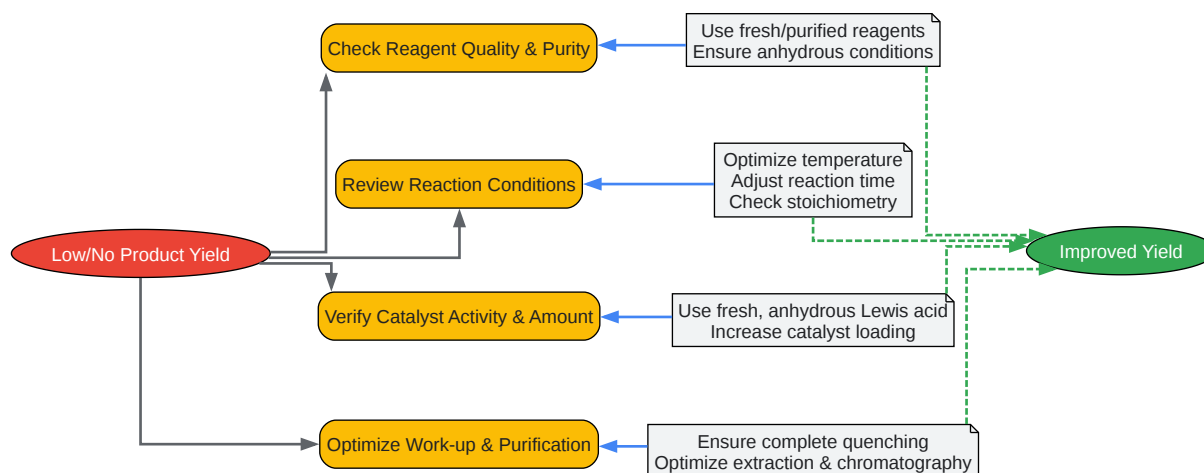 Check Reagent Quality & Purity
Use fresh/purified reagents
Ensure anhydrous conditions
Review Reaction Conditions
Optimize temperature
Adjust reaction time
Check stoichiometry
Low/No Product Yield
Improved Yield
Verify Catalyst Activity & Amount
Use fresh, anhydrous Lewis acid
Increase catalyst loading
Optimize Work-up & Purification
Ensure complete quenching
Optimize extraction & chromatography